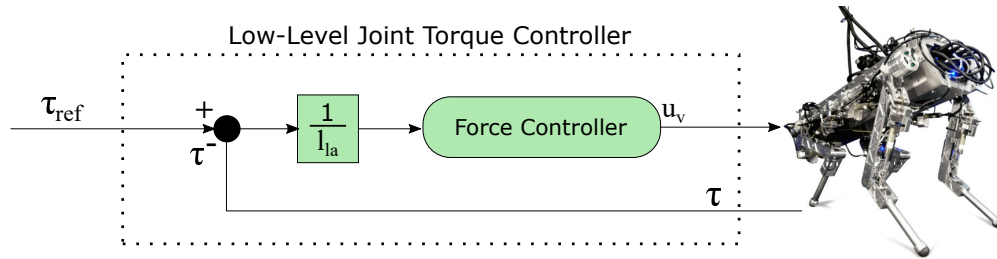 Low-Level Joint Torque Controller
τref
+
τ-
1
lla
Force Controller
uv
τ